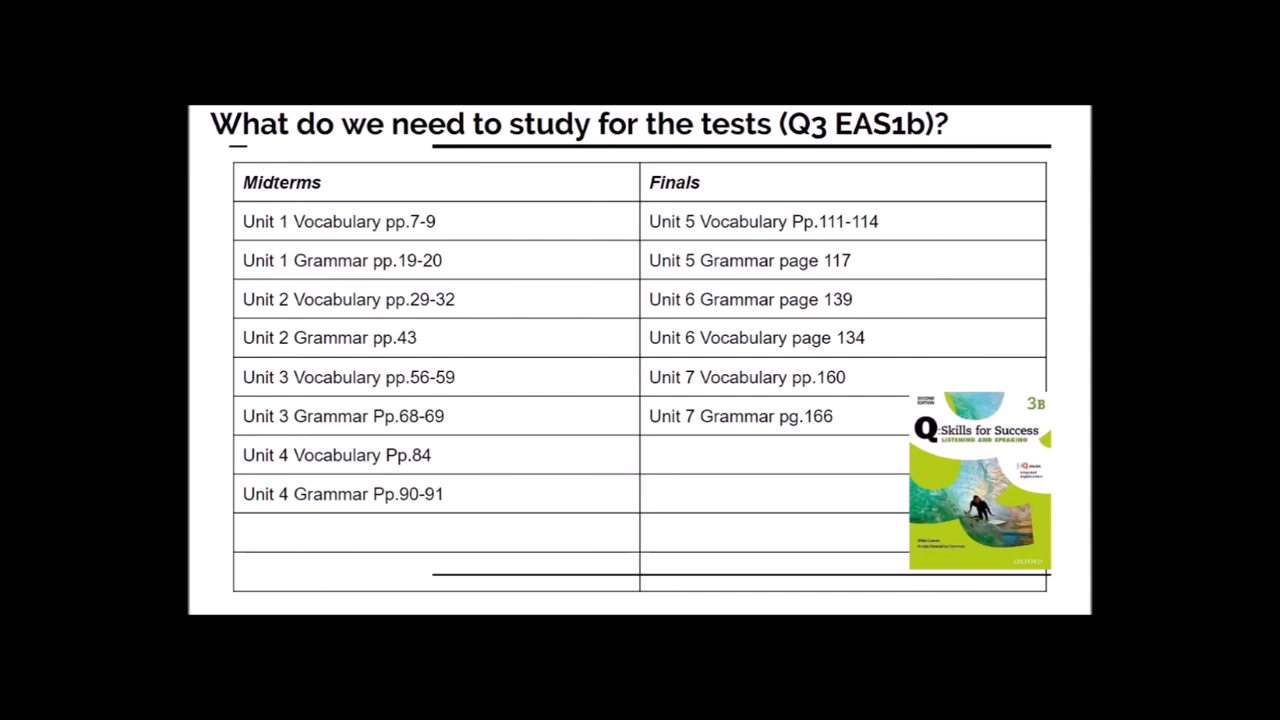 What do we need to study for the tests (Q3 EAS1b)?
Midterms
Finals
Unit 1 Vocabulary pp.7-9
Unit 5 Vocabulary Pp.111-114
Unit 1 Grammar pp.19-20
Unit 5 Grammar page 117
Unit 2 Vocabulary pp.29-32
Unit 6 Grammar page 139
Unit 2 Grammar pp.43
Unit 6 Vocabulary page 134
Unit 3 Vocabulary pp.56-59
Unit 7 Vocabulary pp.160
Unit 3 Grammar Pp.68-69
Unit 7 Grammar pg.166
Unit 4 Vocabulary Pp.84
Unit 4 Grammar Pp.90-91
SECOND
EDITION
3B
Q:Skills for Success
LISTENING AND SPEAKING
OXFORD